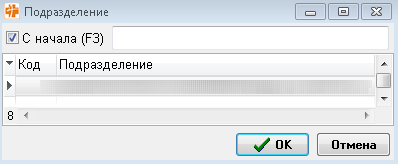 Подразделение
С начала (F3)
Код Подразделение
8
OK Отмена